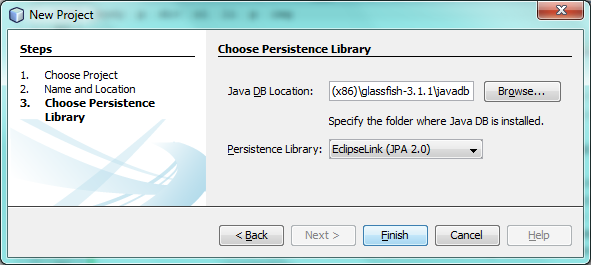 New Project
Steps
1. Choose Project
2. Name and Location
3. Choose Persistence
Library
Choose Persistence Library
Java DB Location: (x86)\glassfish-3.1.1\javadb Browse...
Specify the folder where Java DB is installed.
Persistence Library: EclipseLink (JPA 2.0)
< Back Next > Finish Cancel Help